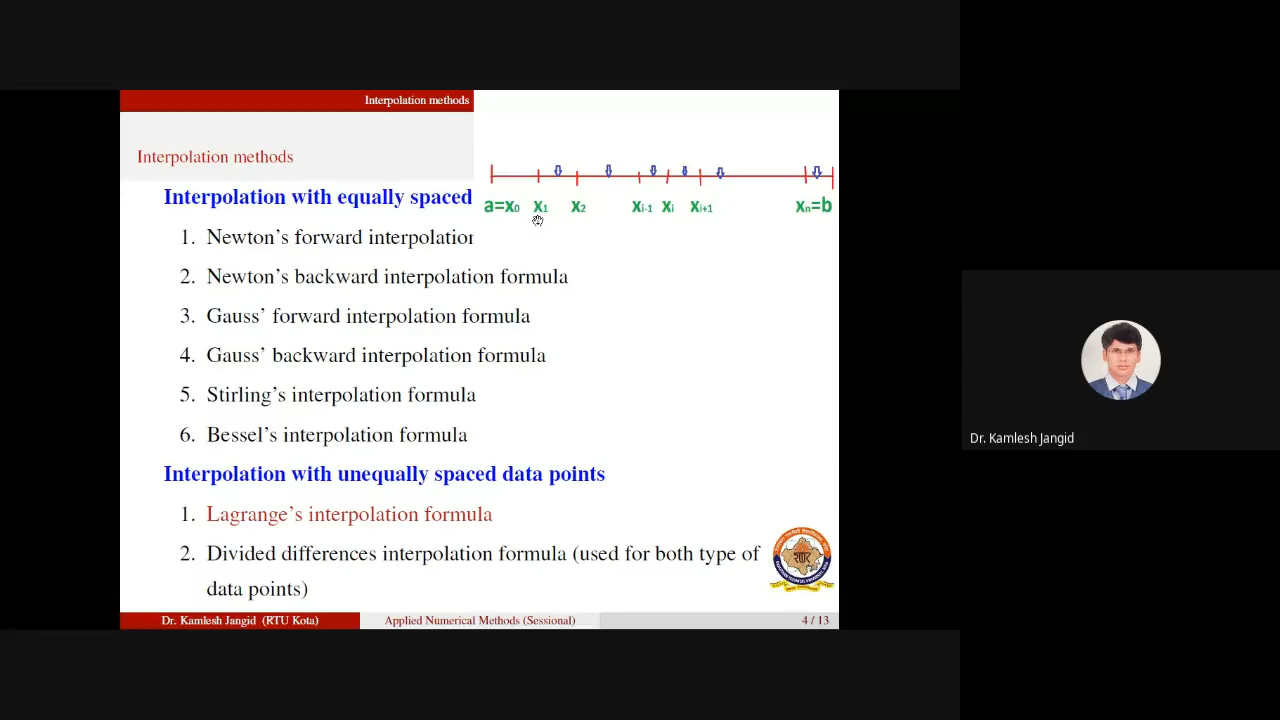 Interpolation methods
Interpolation methods
Interpolation with equally spaced
a=x₀ x₁ x₂ xᵢ₋₁ xᵢ xᵢ₊₁ xₙ=b
1. Newton's forward interpolation
2. Newton's backward interpolation formula
3. Gauss' forward interpolation formula
4. Gauss' backward interpolation formula
5. Stirling's interpolation formula
6. Bessel's interpolation formula
Interpolation with unequally spaced data points
1. Lagrange's interpolation formula
2. Divided differences interpolation formula (used for both type of
data points)
Dr. Kamlesh Jangid (RTU Kota) Applied Numerical Methods (Sessional) 4 / 13
Dr. Kamlesh Jangid